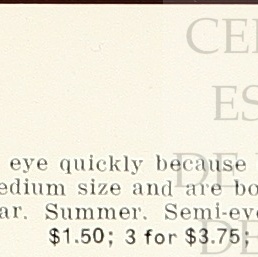 CE
ES
eye quickly because
edium size and are bo
ar. Summer. Semi-eve
DE
$1.50; 3 for $3.75;
DE